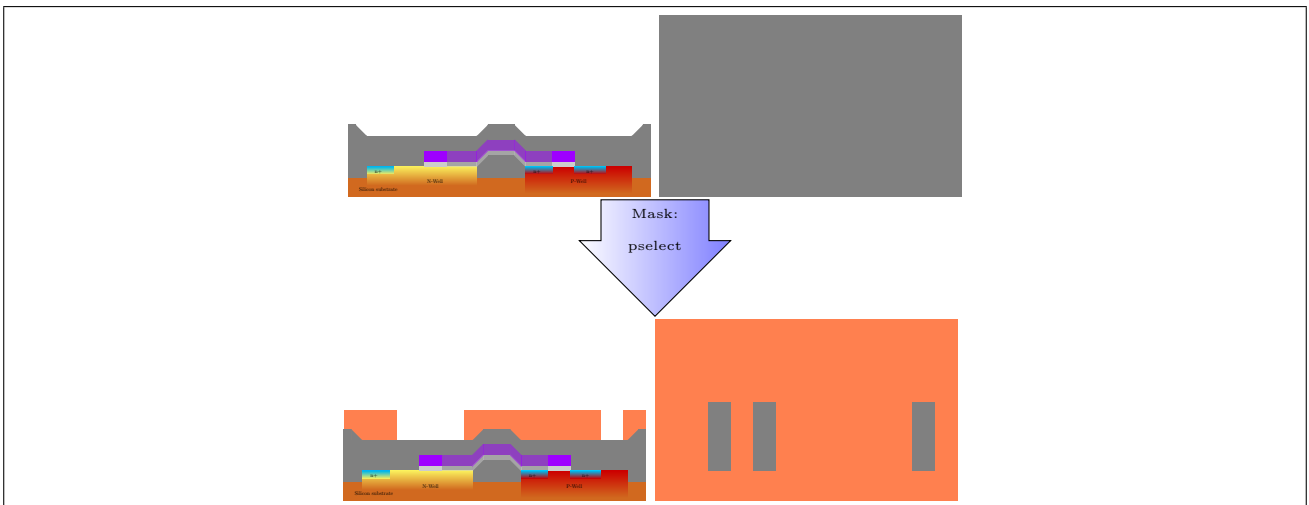 N-Well
P-Well
Silicon substrate
Mask:
pselect
N-Well
P-Well
Silicon substrate